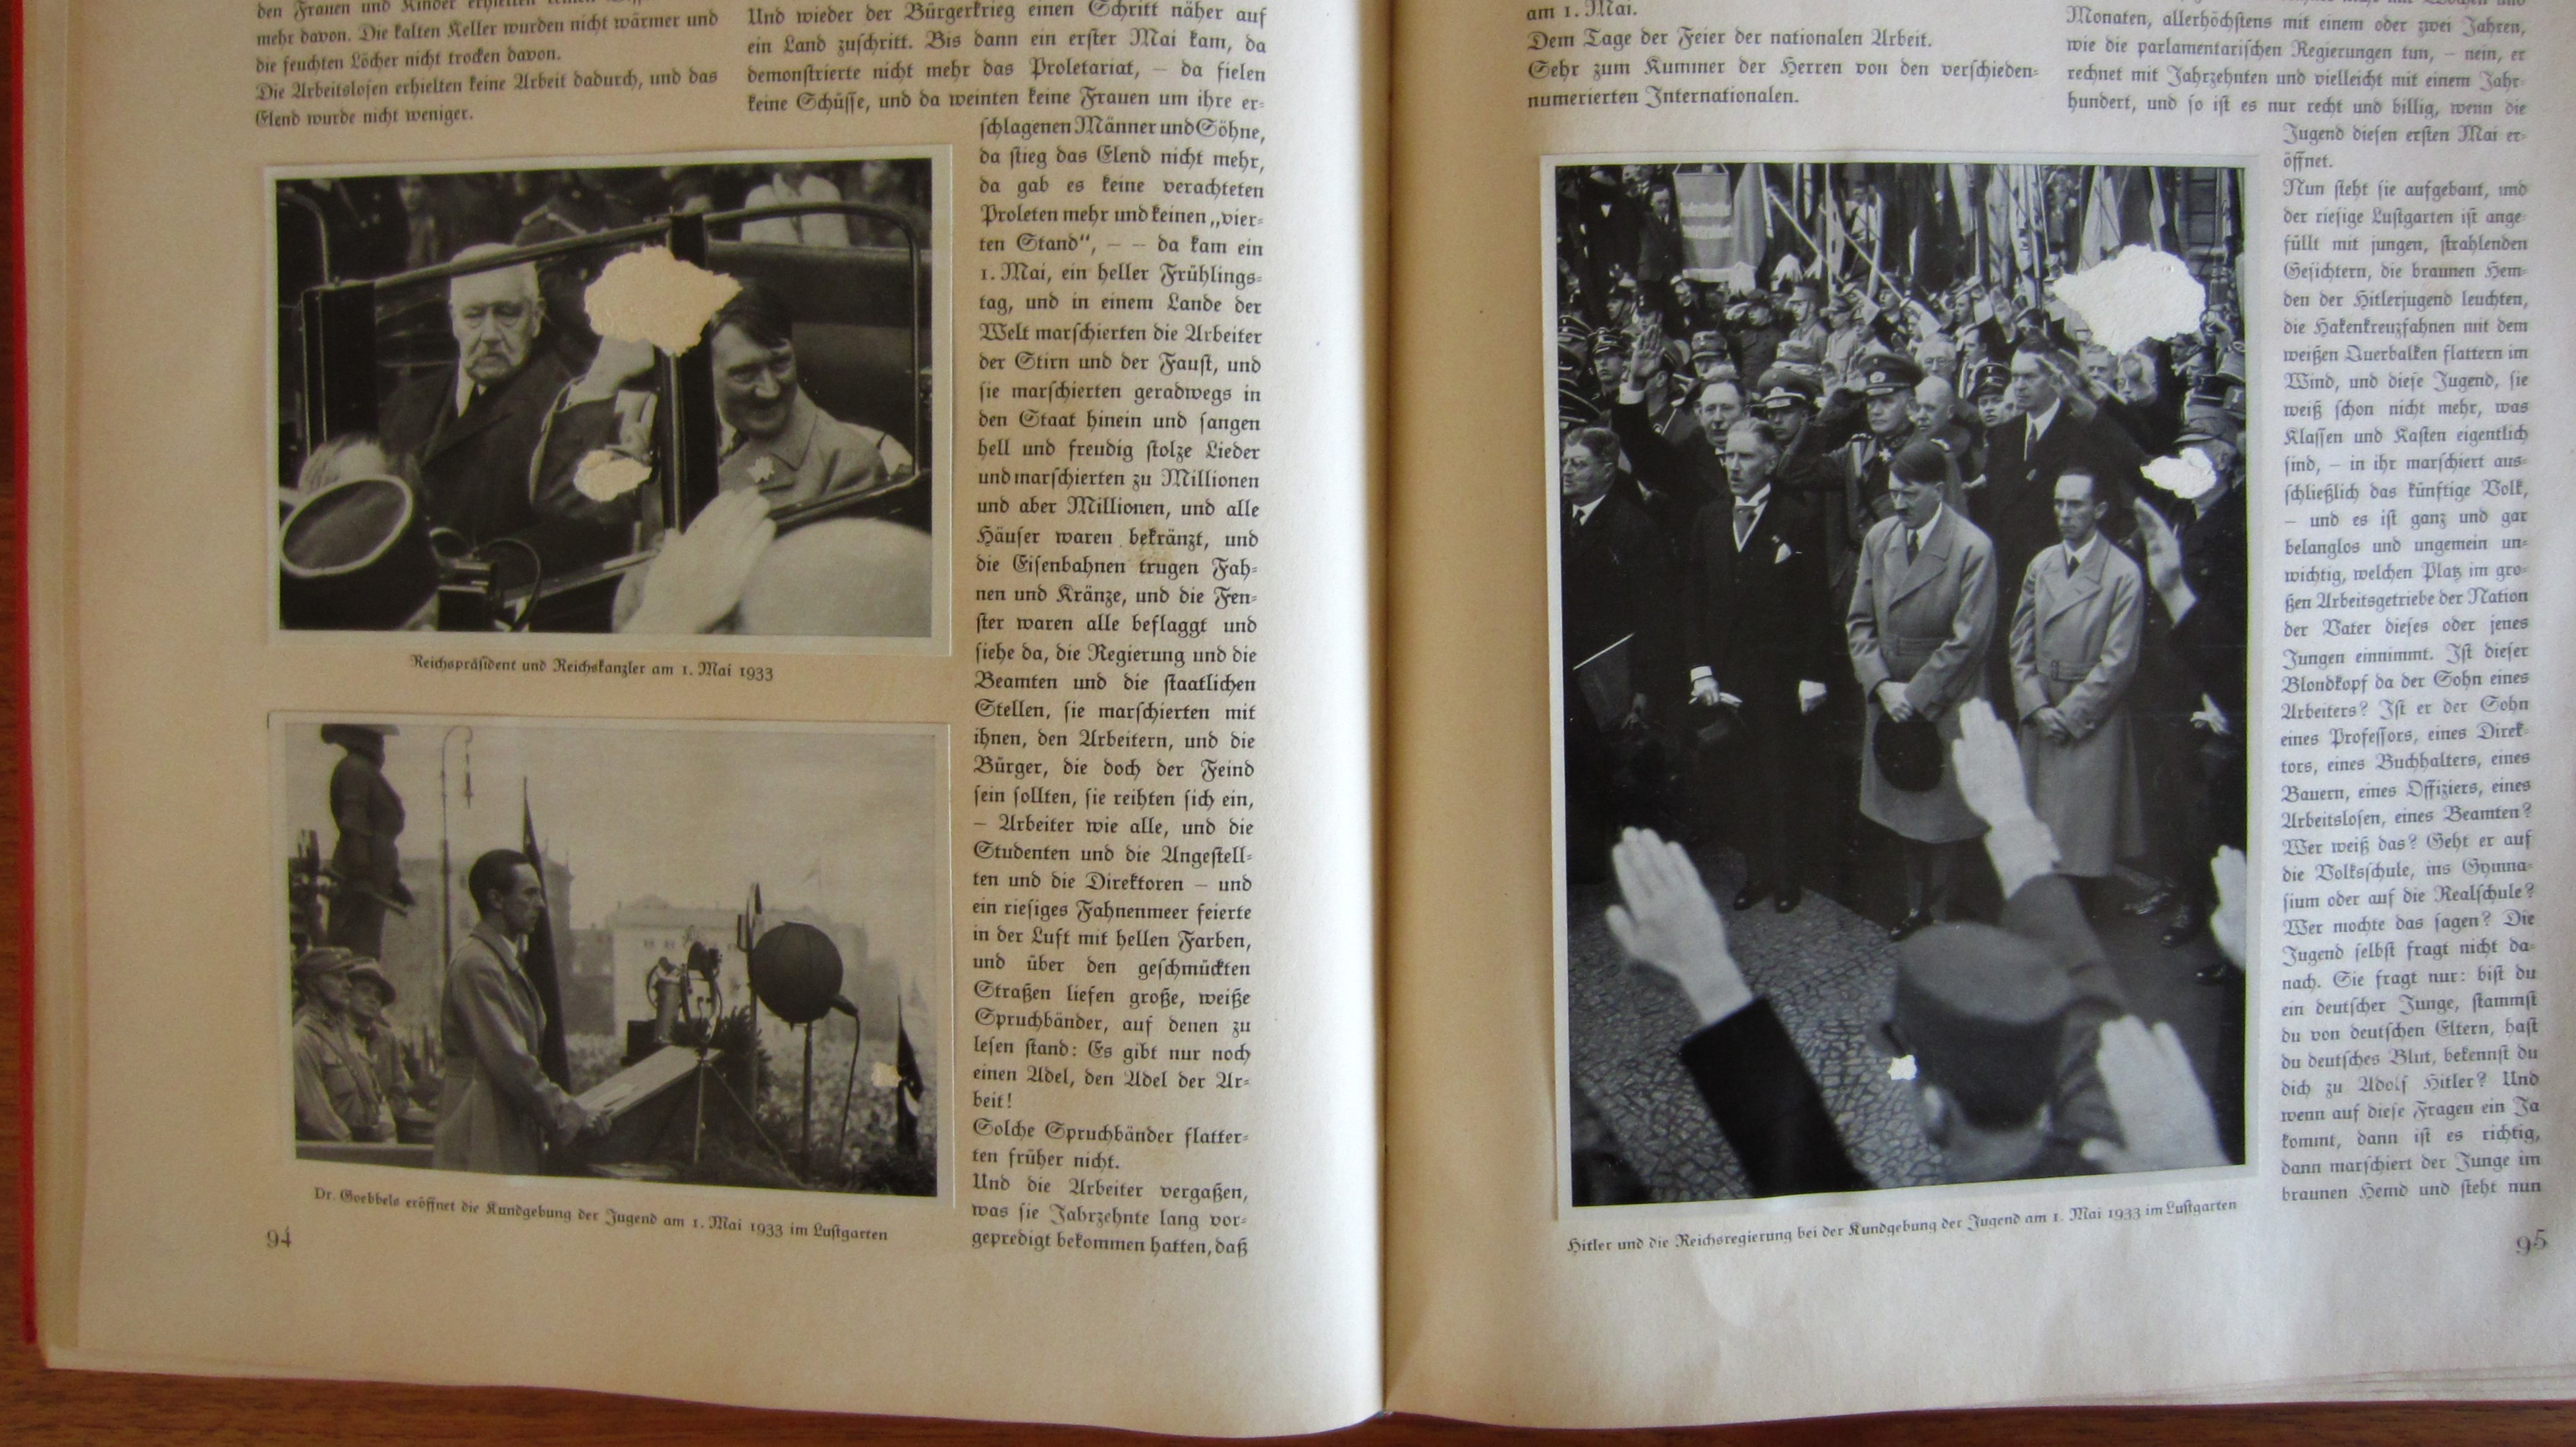 den Frauen und Kinder erhielten
mehr davon. Die kalten Keller wurden nicht wärmer und
die feuchten Löcher nicht trocken davon.
Die Arbeitslosen erhielten keine Arbeit dadurch, und das
Elend wurde nicht weniger.
Reichspräsident und Reichskanzler am 1. Mai 1933
Dr. Goebbels eröffnet die Kundgebung der Jugend am 1. Mai 1933 im Lustgarten
94
Und wieder der Bürgerkrieg einen Schritt näher auf
ein Land zuschritt. Bis dann ein erster Mai kam, da
demonstrierte nicht mehr das Proletariat, – da fielen
keine Schüsse, und da weinten keine Frauen um ihre er-
schlagenen Männer und Söhne,
da stieg das Elend nicht mehr,
da gab es keine verachteten
Proleten mehr und keinen „vier-
ten Stand“, – – da kam ein
1. Mai, ein heller Frühlings-
tag, und in einem Lande der
Welt marschierten die Arbeiter
der Stirn und der Faust, und
sie marschierten geradwegs in
den Staat hinein und sangen
hell und freudig stolze Lieder
und marschierten zu Millionen
und aber Millionen, und alle
Häuser waren bekränzt, und
die Eisenbahnen trugen Fah-
nen und Kränze, und die Fen-
ster waren alle beflaggt und
siehe da, die Regierung und die
Beamten und die staatlichen
Stellen, sie marschierten mit
ihnen, den Arbeitern, und die
Bürger, die doch der Feind
sein sollten, sie reihten sich ein,
– Arbeiter wie alle, und die
Studenten und die Angestell-
ten und die Direktoren – und
ein riesiges Fahnenmeer feierte
in der Luft mit hellen Farben,
und über den geschmückten
Straßen liefen große, weiße
Spruchbänder, auf denen zu
lesen stand: Es gibt nur noch
einen Adel, den Adel der Ar-
beit!
Solche Spruchbänder flatter-
ten früher nicht.
Und die Arbeiter vergaßen,
was sie Jahrzehnte lang vor-
gepredigt bekommen hatten, daß
am 1. Mai.
Dem Tage der Feier der nationalen Arbeit.
Sehr zum Kummer der Herren von den verschieden-
numerierten Internationalen.
Hitler und die Reichsregierung bei der Kundgebung der Jugend am 1. Mai 1933 im Lustgarten
Monaten, allerhöchstens mit einem oder zwei Jahren,
wie die parlamentarischen Regierungen tun, – nein, er
rechnet mit Jahrzehnten und vielleicht mit einem Jahr-
hundert, und so ist es nur recht und billig, wenn die
Jugend diesen ersten Mai er-
öffnet.
Nun steht sie aufgebaut, und
der riesige Lustgarten ist ange-
füllt mit jungen, strahlenden
Gesichtern, die braunen Hem-
den der Hitlerjugend leuchten,
die Hakenkreuzfahnen mit dem
weißen Querbalken flattern im
Wind, und diese Jugend, sie
weiß schon nicht mehr, was
Klassen und Kasten eigentlich
sind, – in ihr marschiert aus-
schließlich das künftige Volk,
– und es ist ganz und gar
belanglos und ungemein un-
wichtig, welchen Platz im gro-
ßen Arbeitsgetriebe der Nation
der Vater dieses oder jenes
Jungen einnimmt. Ist dieser
Blondkopf da der Sohn eines
Arbeiters? Ist er der Sohn
eines Professors, eines Direk-
tors, eines Buchhalters, eines
Bauern, eines Offiziers, eines
Arbeitslosen, eines Beamten?
Wer weiß das? Geht er auf
die Volksschule, ins Gymna-
sium oder auf die Realschule?
Wer mochte das sagen? Die
Jugend selbst fragt nicht da-
nach. Sie fragt nur: bist du
ein deutscher Junge, stammst
du von deutschen Eltern, hast
du deutsches Blut, bekennst du
dich zu Adolf Hitler? Und
wenn auf diese Fragen ein Ja
kommt, dann ist es richtig,
dann marschiert der Junge im
braunen Hemd und steht nun
95